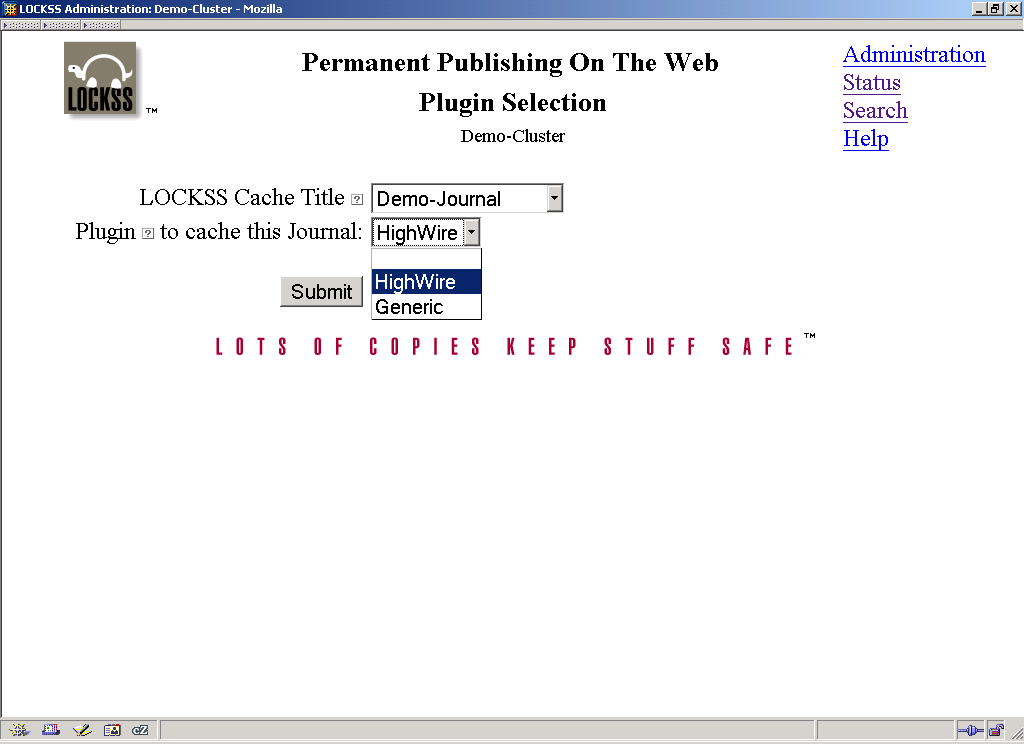 LOCKSS Administration: Demo-Cluster - Mozilla
LOCKSS
™
Permanent Publishing On The Web
Plugin Selection
Demo-Cluster
Administration
Status
Search
Help
LOCKSS Cache Title ? Demo-Journal
Plugin ? to cache this Journal: HighWire
HighWire
Generic
Submit
LOTS OF COPIES KEEP STUFF SAFE ™
cZ